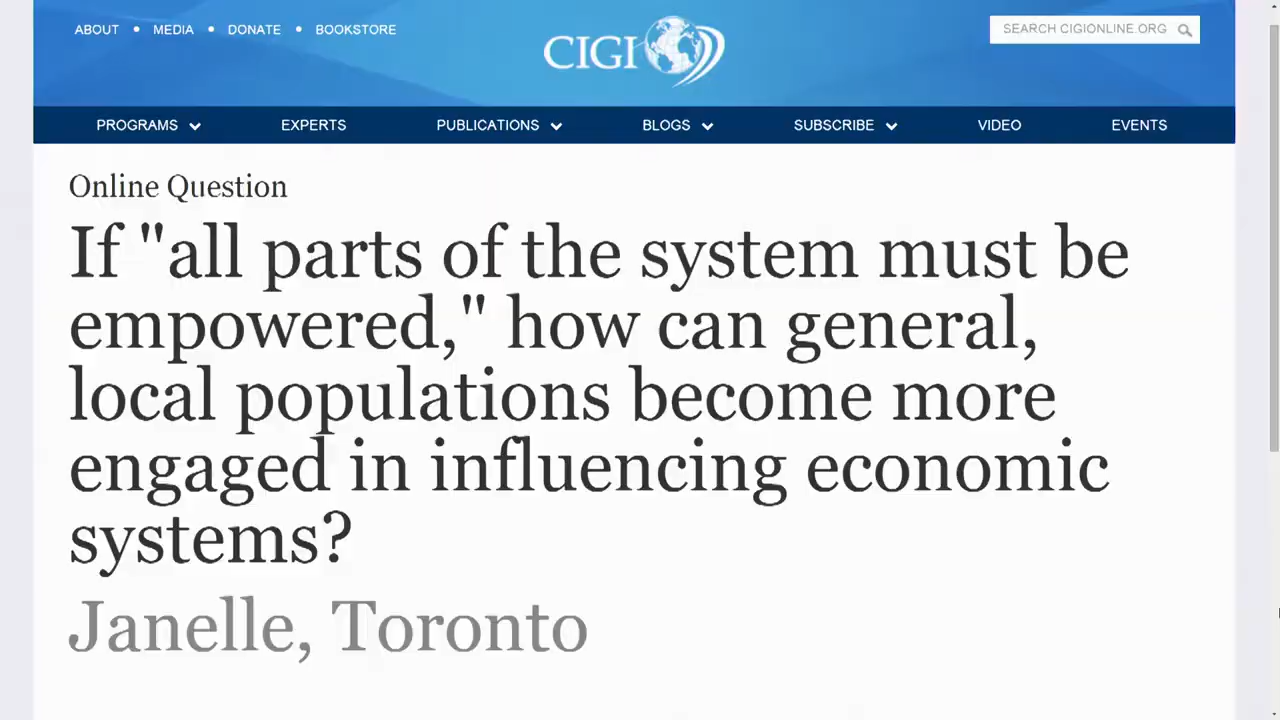 ABOUT • MEDIA • DONATE • BOOKSTORE
CIGI
SEARCH CIGIONLINE.ORG
PROGRAMS EXPERTS PUBLICATIONS BLOGS SUBSCRIBE VIDEO EVENTS
Online Question
If "all parts of the system must be
empowered," how can general,
local populations become more
engaged in influencing economic
systems?
Janelle, Toronto